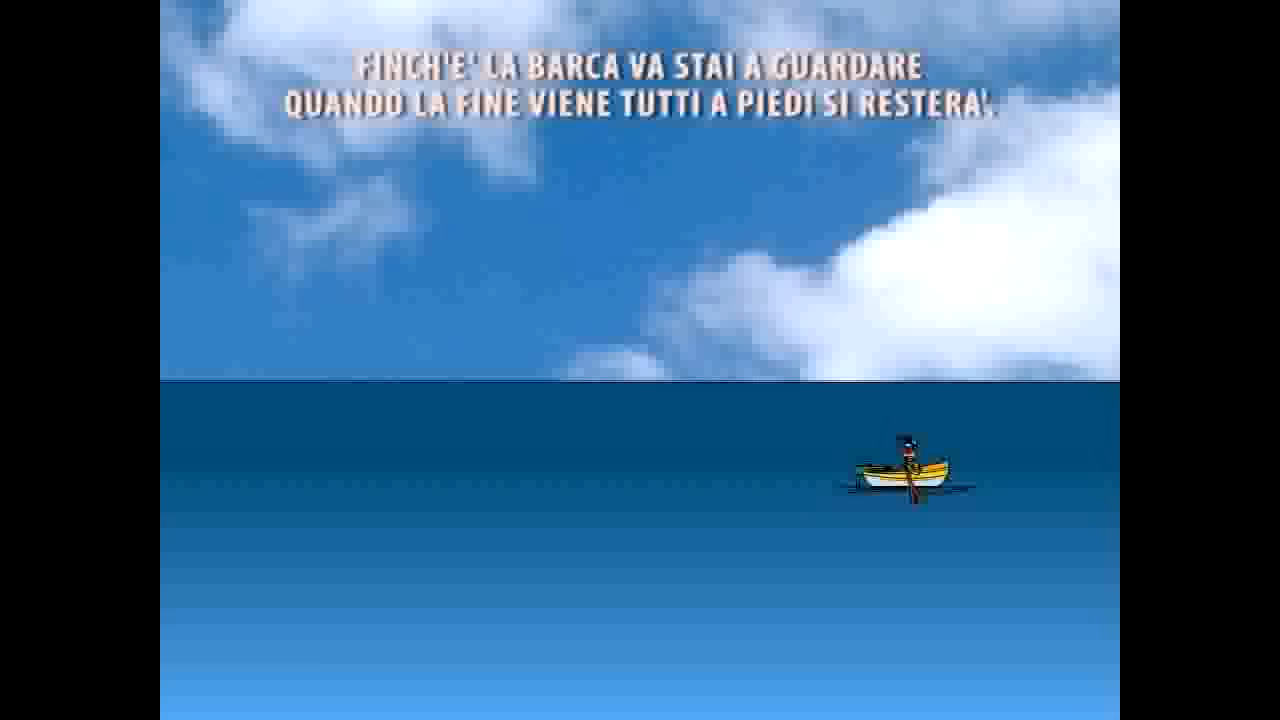 FINCH'E' LA BARCA VA STAI A GUARDARE
QUANDO LA FINE VIENE TUTTI A PIEDI SI RESTERA'.